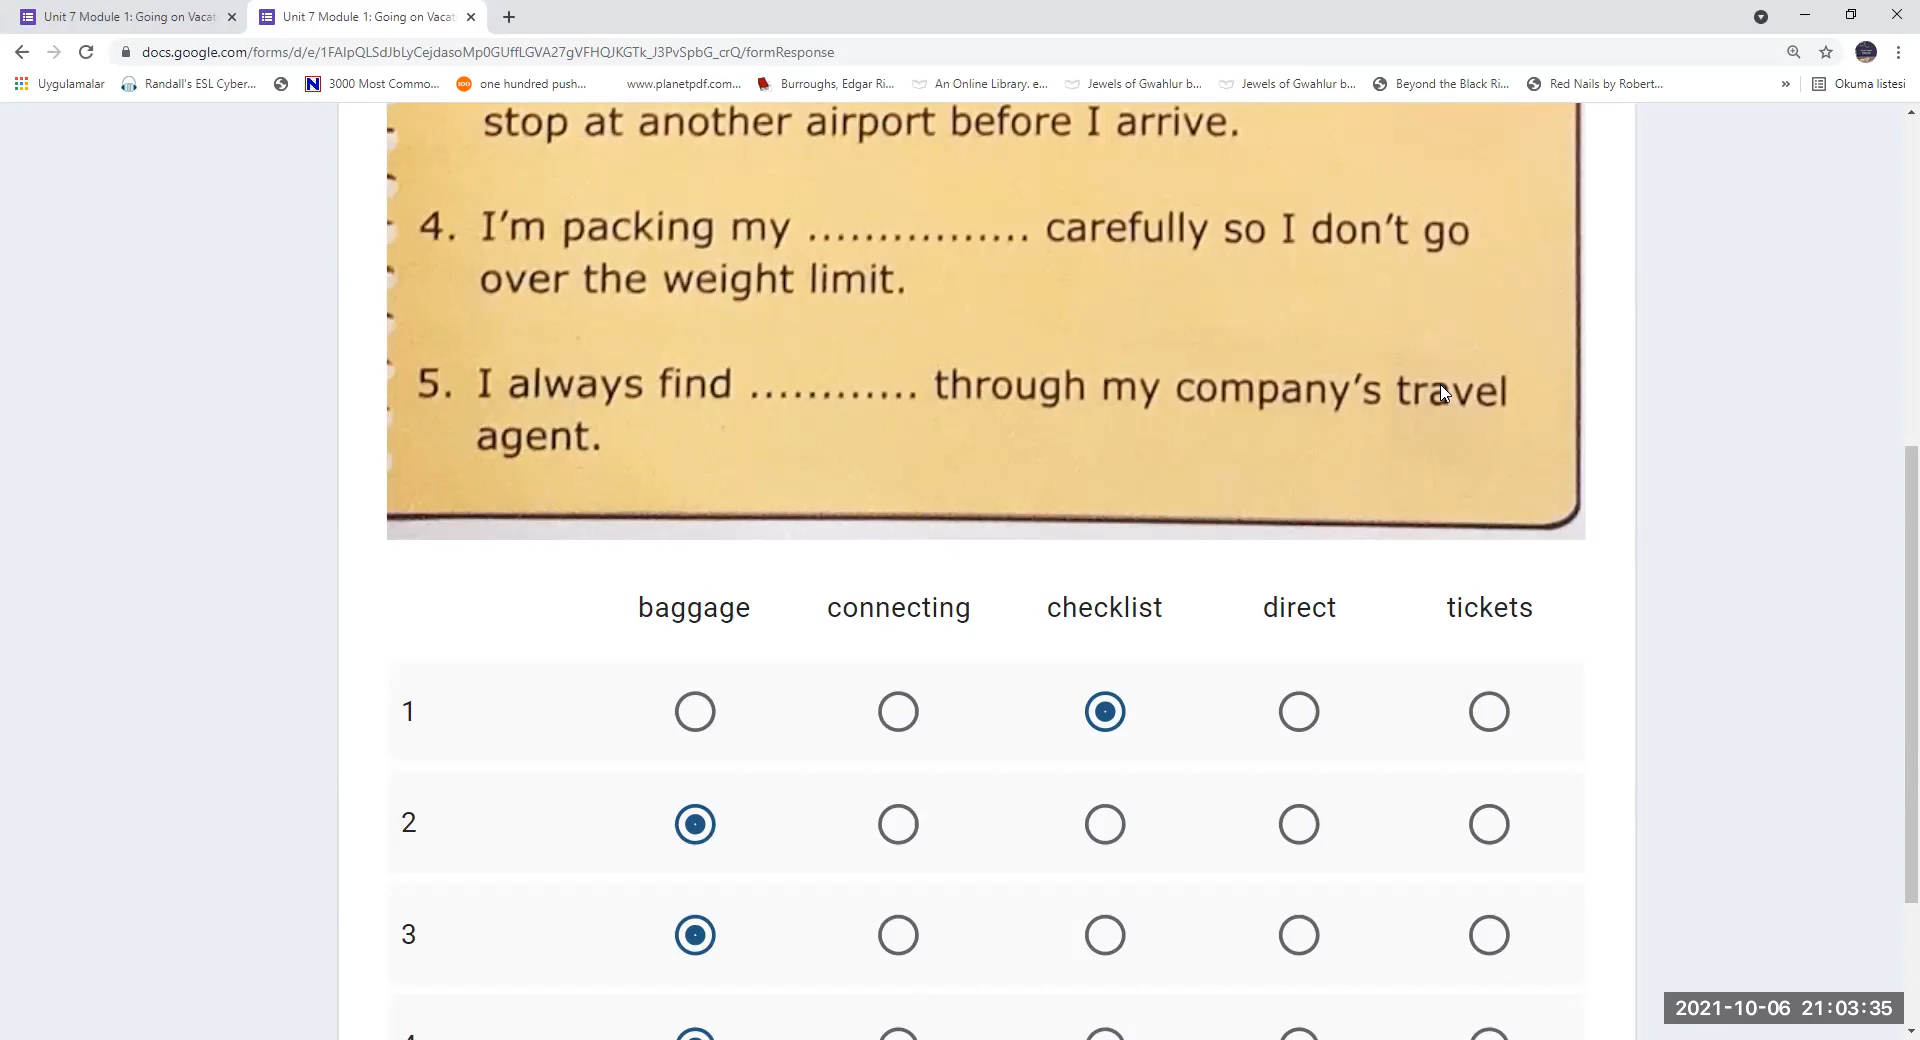 Unit 7 Module 1: Going on Vacat
Unit 7 Module 1: Going on Vacat
docs.google.com/forms/d/e/1FAIpQLSdJbLyCejdasoMp0GUffLGVA27gVFHQJKGTk_J3PvSpbG_crQ/formResponse
Uygulamalar Randall's ESL Cyber... 3000 Most Commo... one hundred push... www.planetpdf.com... Burroughs, Edgar Ri... An Online Library. e... Jewels of Gwahlur b... Jewels of Gwahlur b... Beyond the Black Ri... Red Nails by Robert... » Okuma listesi
stop at another airport before I arrive.
4. I'm packing my ................ carefully so I don't go
over the weight limit.
5. I always find ............ through my company's travel
agent.
baggage connecting checklist direct tickets
1
2
3
2021-10-06 21:03:35